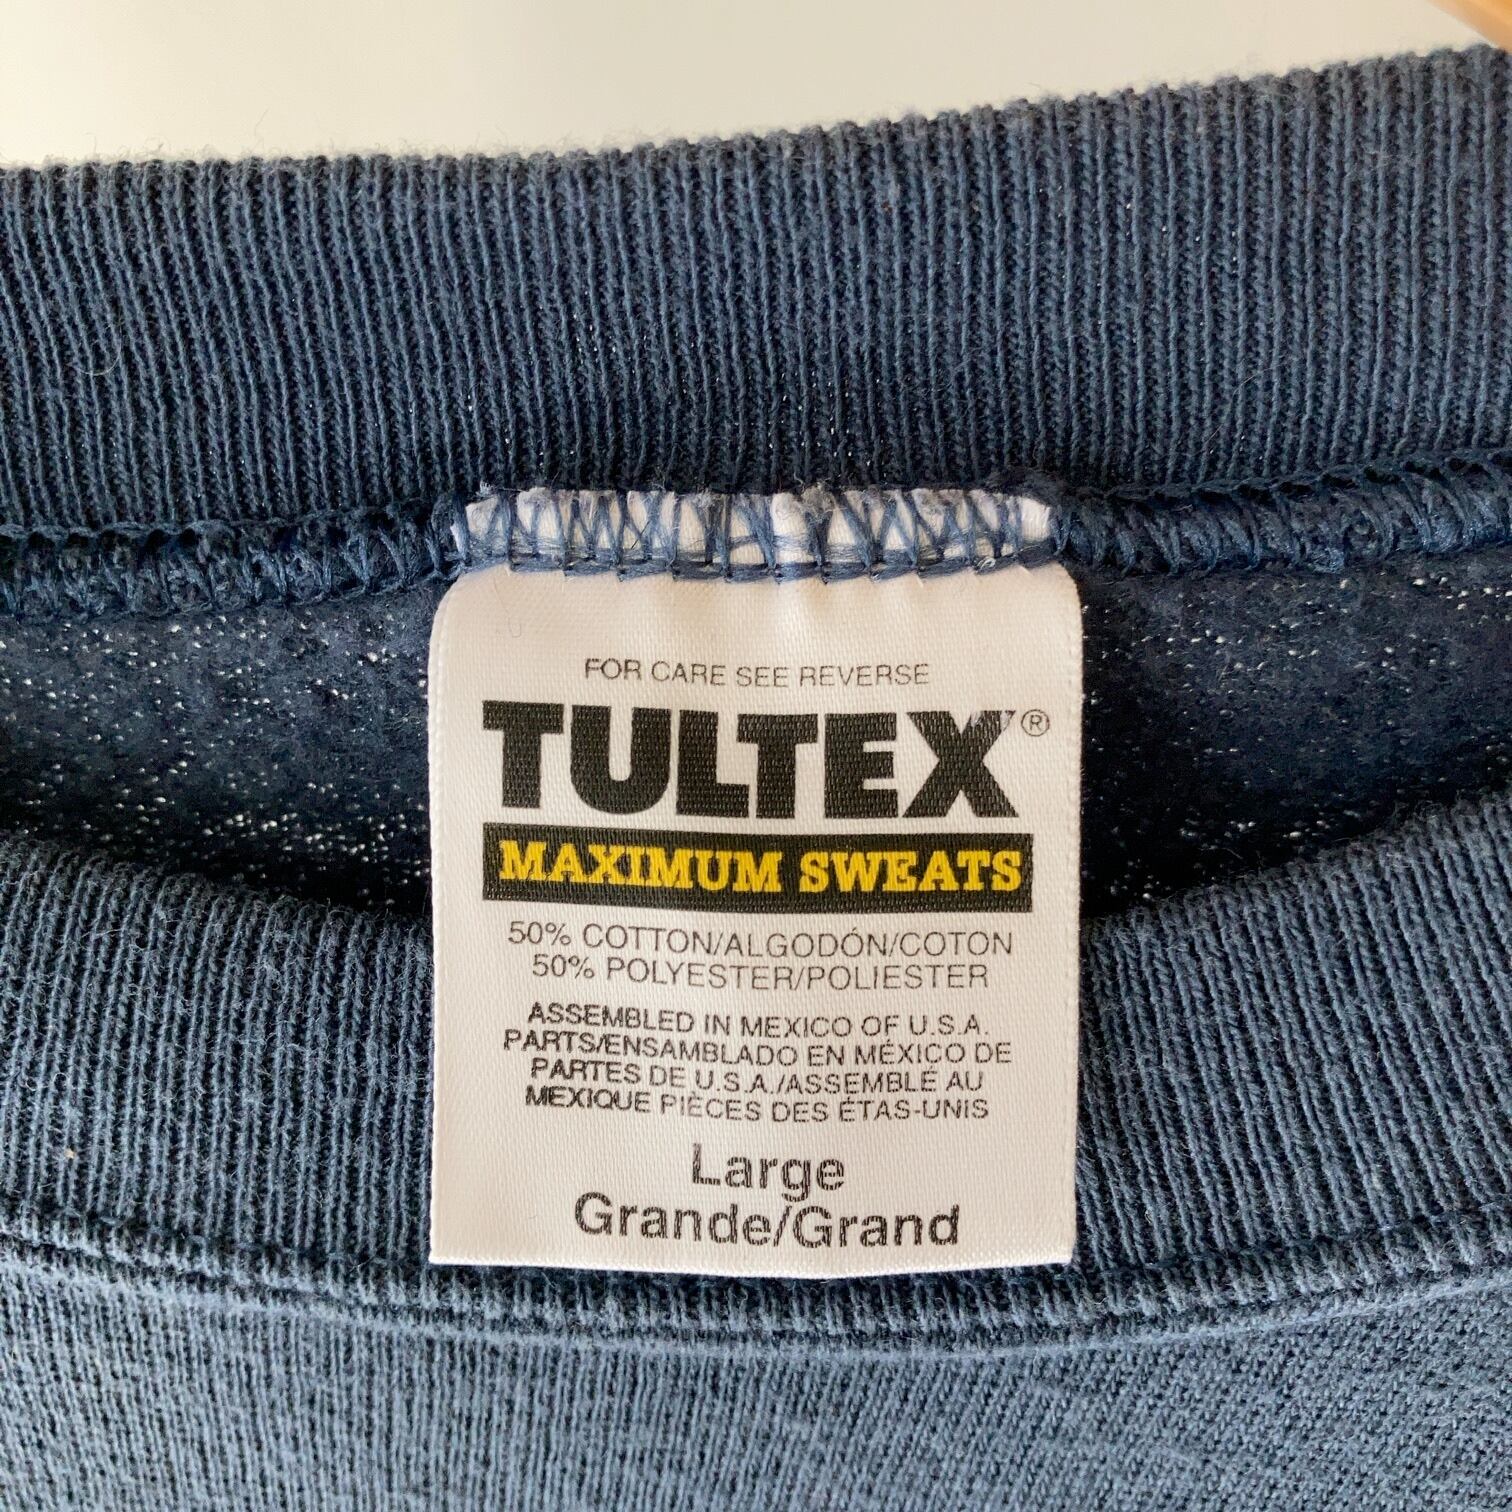 FOR CARE SEE REVERSE
TULTEX®
MAXIMUM SWEATS
50% COTTON/ALGODÓN/COTON
50% POLYESTER/POLIESTER
ASSEMBLED IN MEXICO OF U.S.A.
PARTS/ENSAMBLADO EN MÉXICO DE
PARTES DE U.S.A./ASSEMBLÉ AU
MEXIQUE PIÈCES DES ÉTAS-UNIS
Large
Grande/Grand